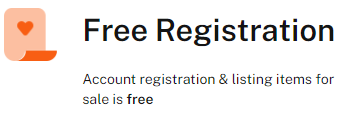 Free Registration
Account registration & listing items for
sale is free